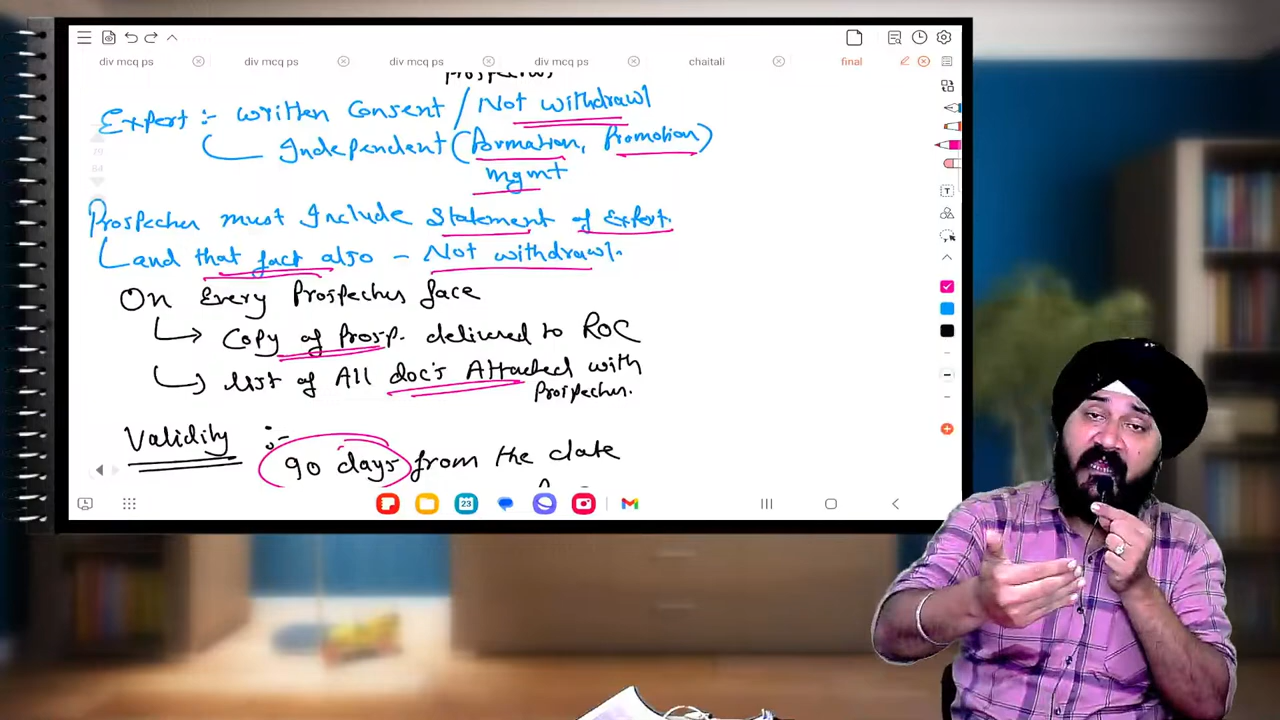 div mcq ps
div mcq ps
div mcq ps
div mcq ps
chaitali
final
Expert :- written Consent / Not withdrawl
Independent (Formation, Promotion)
mgmt
Prospectus must Include Statement of Expert.
and that fact also - Not withdrawl.
On Every Prospectus face
Copy of Prosp. delivered to ROC
list of All doc's Attached with
Prospectus.
Validity :-
90 days from the date
19
84
T
23